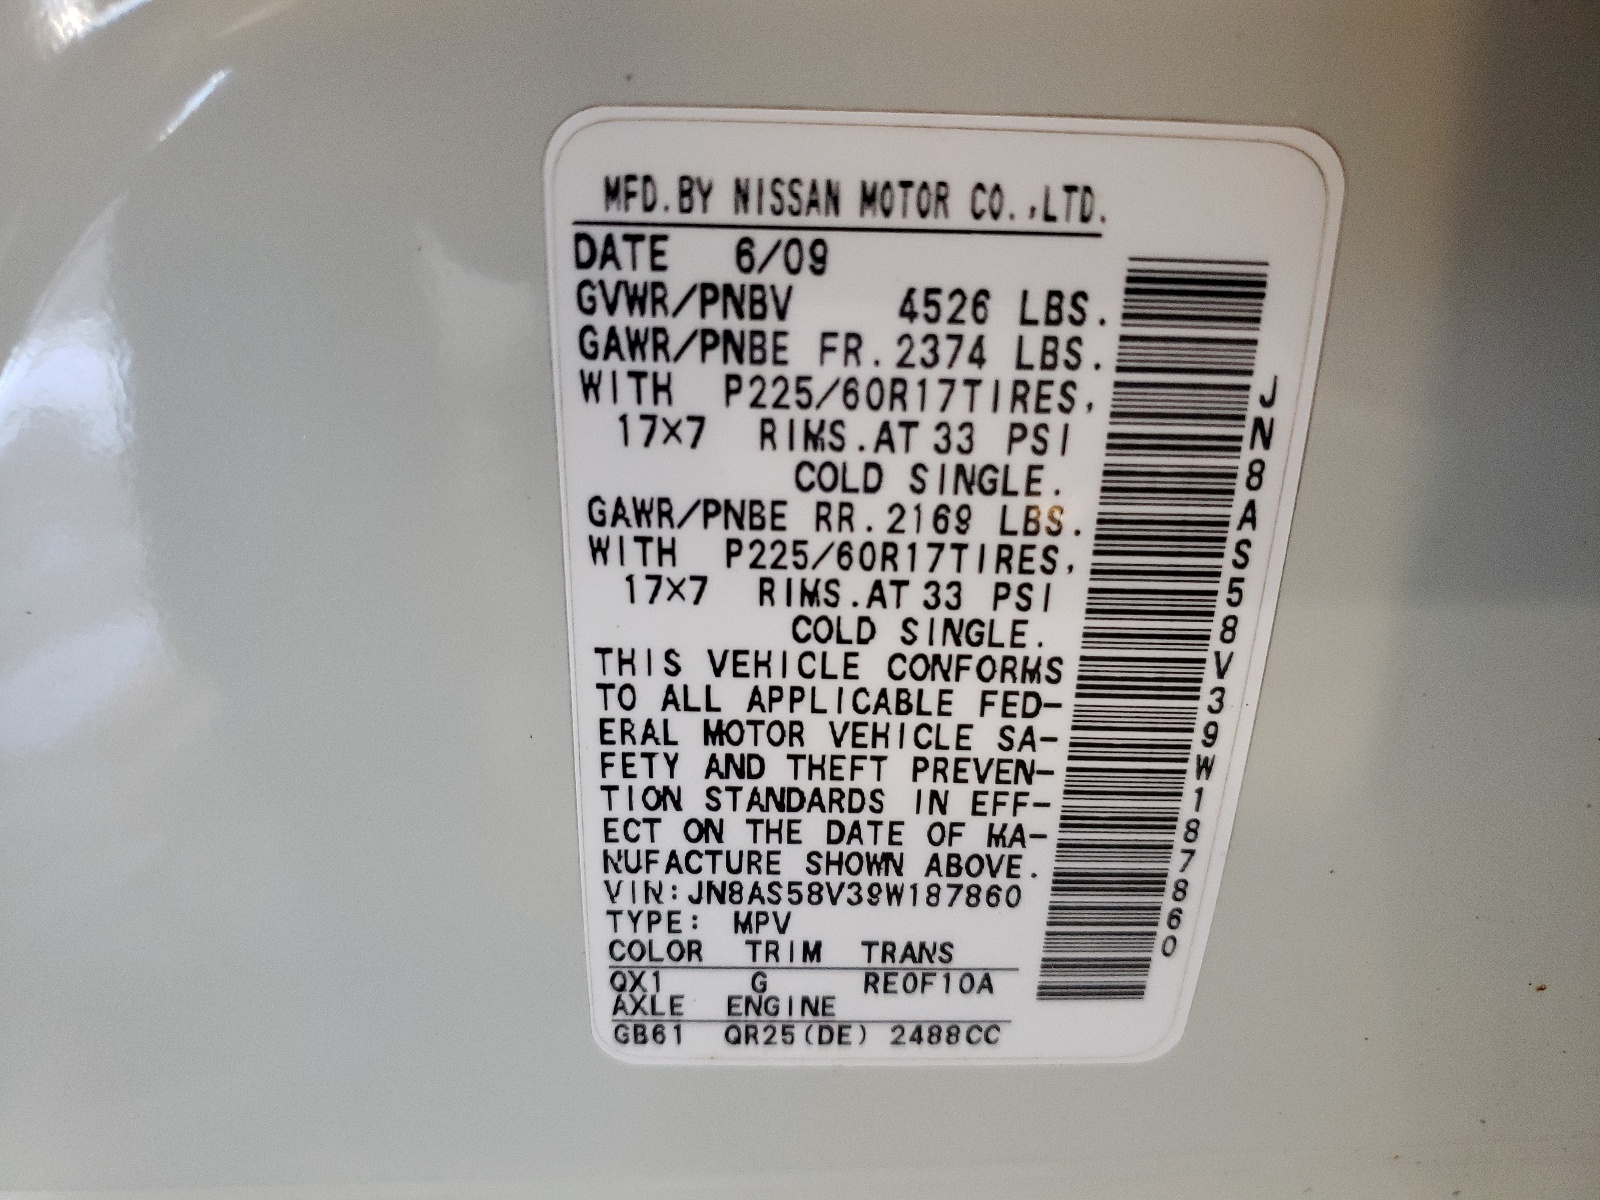 MFD.BY NISSAN MOTOR CO.,LTD.
DATE 6/09
GVWR/PNBV 4526 LBS.
GAWR/PNBE FR.2374 LBS.
WITH P225/60R17TIRES,
17×7 RIMS.AT 33 PSI
COLD SINGLE.
GAWR/PNBE RR.2169 LBS.
WITH P225/60R17TIRES,
17×7 RIMS.AT 33 PSI
COLD SINGLE.
THIS VEHICLE CONFORMS
TO ALL APPLICABLE FED-
ERAL MOTOR VEHICLE SA-
FETY AND THEFT PREVEN-
TION STANDARDS IN EFF-
ECT ON THE DATE OF MA-
NUFACTURE SHOWN ABOVE.
VIN:JN8AS58V39W187860
TYPE: MPV
COLOR TRIM TRANS
QX1 G RE0F10A
AXLE ENGINE
GB61 QR25(DE) 2488CC
JN8AS58V39W187860